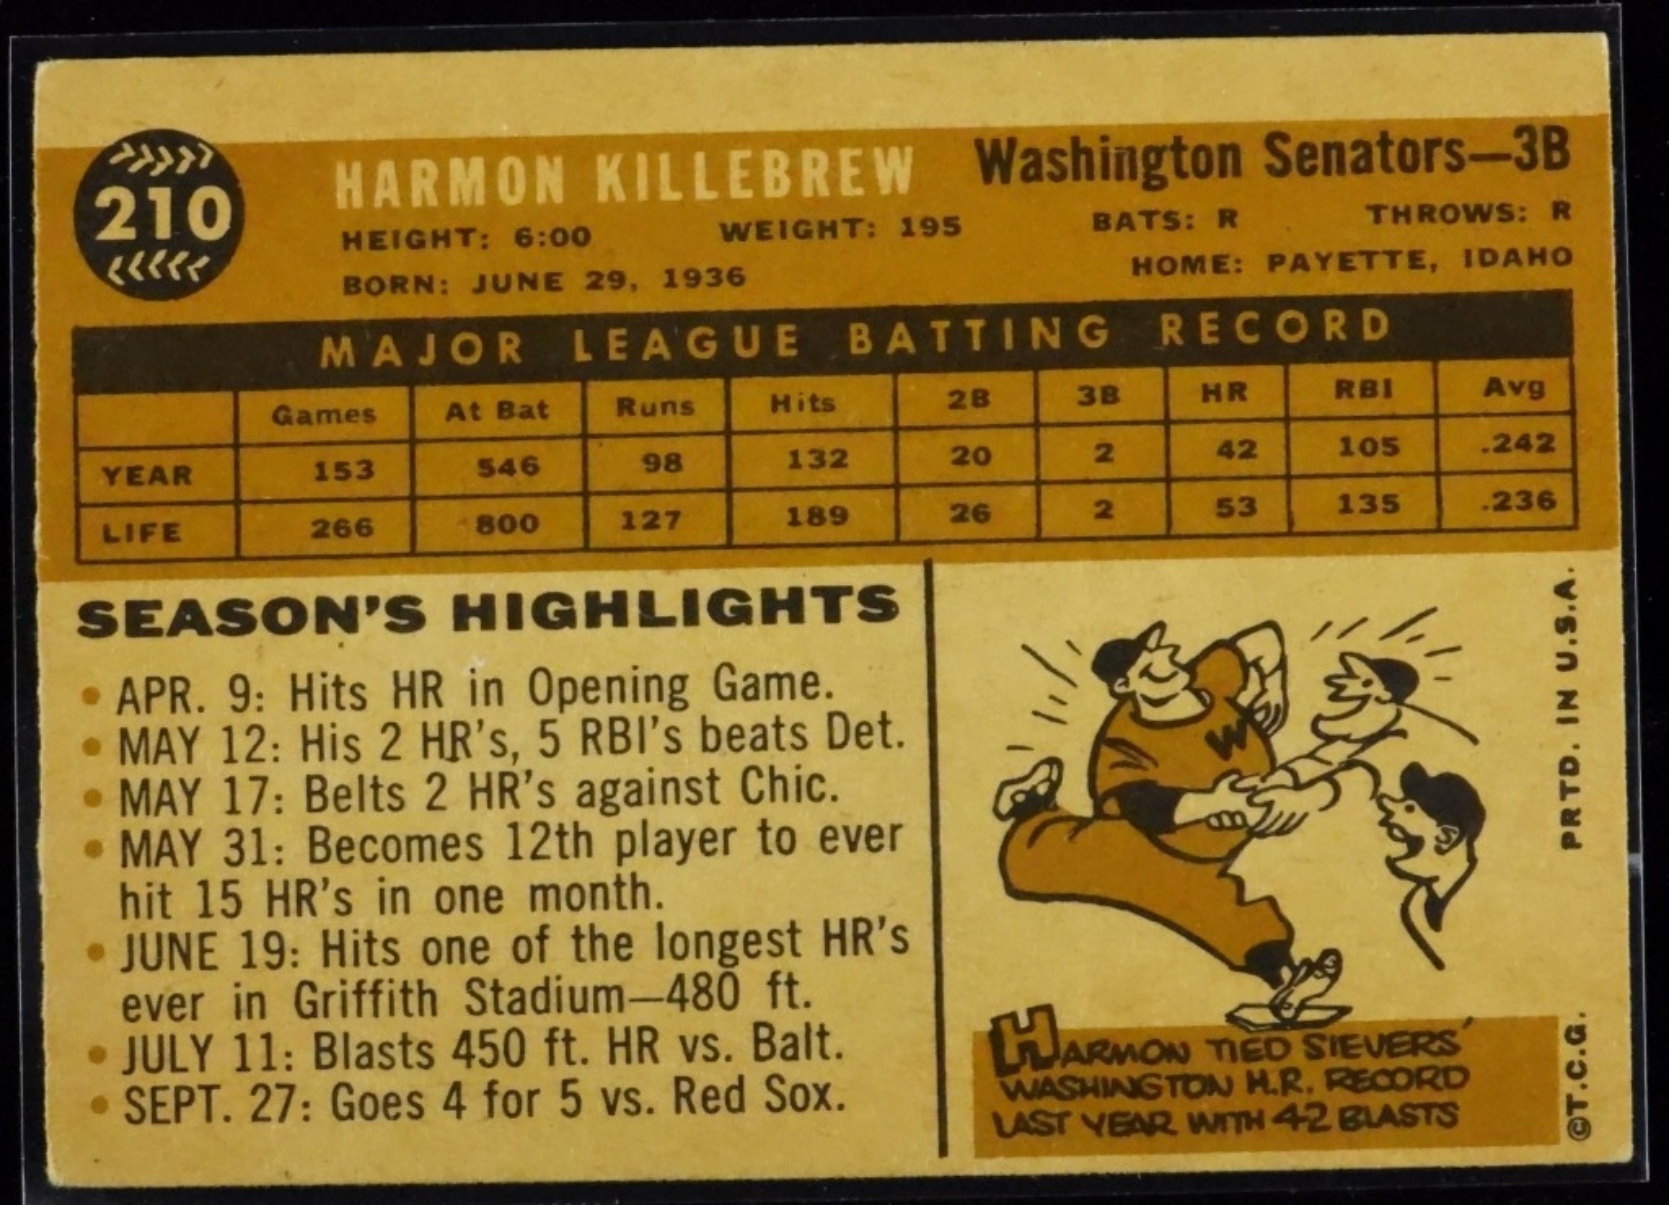 210
HARMON KILLEBREW
Washington Senators—3B
HEIGHT: 6:00 WEIGHT: 195 BATS: R THROWS: R
BORN: JUNE 29, 1936 HOME: PAYETTE, IDAHO
MAJOR LEAGUE BATTING RECORD
Games At Bat Runs Hits 2B 3B HR RBI Avg
YEAR 153 546 98 132 20 2 42 105 .242
LIFE 266 800 127 189 26 2 53 135 .236
SEASON'S HIGHLIGHTS
• APR. 9: Hits HR in Opening Game.
• MAY 12: His 2 HR's, 5 RBI's beats Det.
• MAY 17: Belts 2 HR's against Chic.
• MAY 31: Becomes 12th player to ever
hit 15 HR's in one month.
• JUNE 19: Hits one of the longest HR's
ever in Griffith Stadium—480 ft.
• JULY 11: Blasts 450 ft. HR vs. Balt.
• SEPT. 27: Goes 4 for 5 vs. Red Sox.
W
HARMON TIED SIEVERS'
WASHINGTON H.R. RECORD
LAST YEAR WITH 42 BLASTS
©T.C.G. PRTD. IN U.S.A.